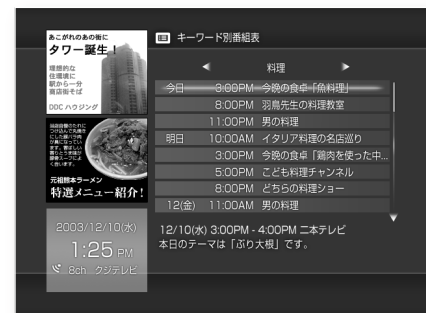 あこがれのあの街に
タワー誕生!
理想的な
住環境に
駅から一分
商店街そば
DDC ハウジング
元祖熊本ラーメン
特選メニュー紹介!
2003/12/10(水)
1:25 PM
8ch クジテレビ
キーワード別番組表
料理
今日 3:00PM 今晩の食卓「魚料理」
8:00PM 羽鳥先生の料理教室
11:00PM 男の料理
明日 10:00AM イタリア料理の名店巡り
3:00PM 今晩の食卓「鶏肉を使った中...
5:00PM こども料理チャンネル
8:00PM どちらの料理ショー
12(金) 11:00AM 男の料理
12/10(水) 3:00PM - 4:00PM 二本テレビ
本日のテーマは「ぶり大根」です。